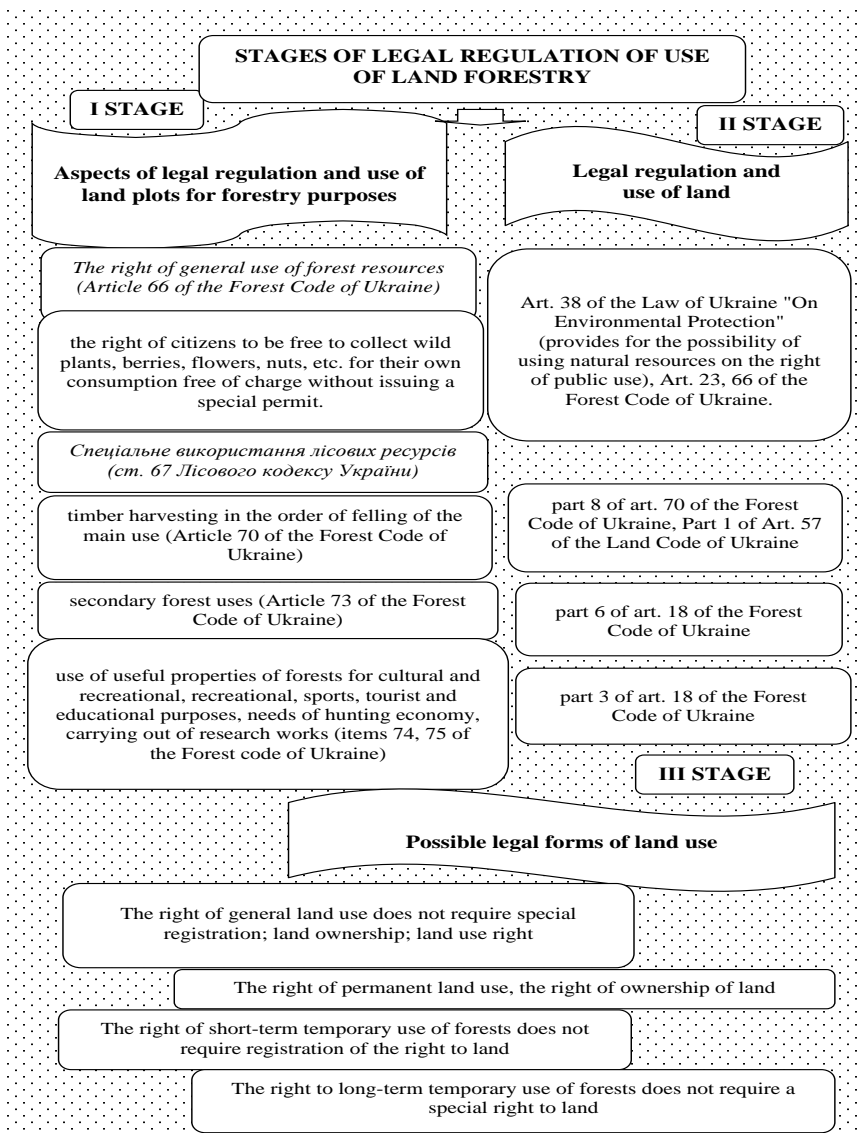 STAGES OF LEGAL REGULATION OF USE
OF LAND FORESTRY
I STAGE
Aspects of legal regulation and use of
land plots for forestry purposes
The right of general use of forest resources
(Article 66 of the Forest Code of Ukraine)
the right of citizens to be free to collect wild
plants, berries, flowers, nuts, etc. for their own
consumption free of charge without issuing a
special permit.
Спеціальне використання лісових ресурсів
(ст. 67 Лісового кодексу України)
timber harvesting in the order of felling of the
main use (Article 70 of the Forest Code of
Ukraine)
secondary forest uses (Article 73 of the Forest
Code of Ukraine)
use of useful properties of forests for cultural and
recreational, recreational, sports, tourist and
educational purposes, needs of hunting economy,
carrying out of research works (items 74, 75 of
the Forest code of Ukraine)
II STAGE
Legal regulation and
use of land
Art. 38 of the Law of Ukraine "On
Environmental Protection"
(provides for the possibility of
using natural resources on the right
of public use), Art. 23, 66 of the
Forest Code of Ukraine.
part 8 of art. 70 of the Forest
Code of Ukraine, Part 1 of Art. 57
of the Land Code of Ukraine
part 6 of art. 18 of the Forest
Code of Ukraine
part 3 of art. 18 of the Forest
Code of Ukraine
III STAGE
Possible legal forms of land use
The right of general land use does not require special
registration; land ownership; land use right
The right of permanent land use, the right of ownership of land
The right of short-term temporary use of forests does not
require registration of the right to land
The right to long-term temporary use of forests does not require a
special right to land